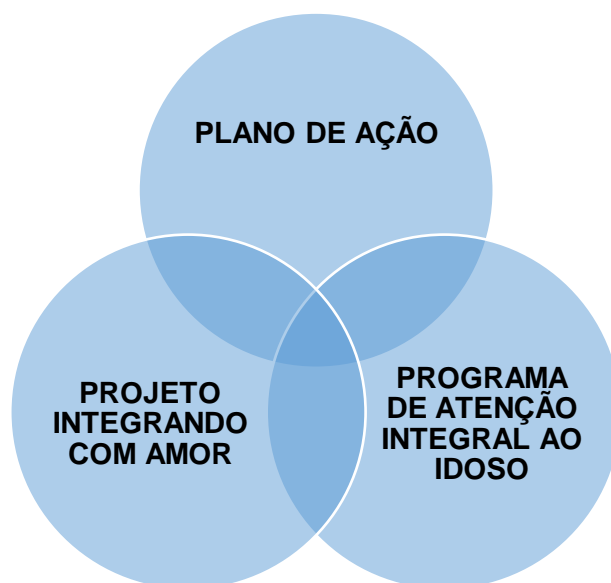 PLANO DE AÇÃO
PROJETO
INTEGRANDO
COM AMOR
PROGRAMA
DE ATENÇÃO
INTEGRAL AO
IDOSO